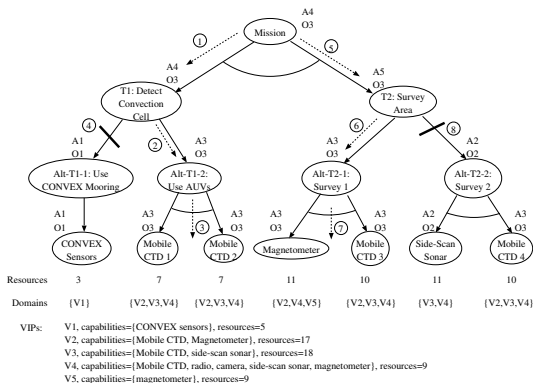 A4
O3
Mission
1
5
A4
O3
A5
O3
T1: Detect
Convection
Cell
T2: Survey
Area
4
2
6
8
A1
O1
A3
O3
A3
O3
A2
O2
Alt-T1-1: Use
CONVEX Mooring
Alt-T1-2:
Use AUVs
Alt-T2-1:
Survey 1
Alt-T2-2:
Survey 2
A1
O1
A3
O3
3
A3
O3
A3
O3
7
A3
O3
A2
O2
A3
O3
CONVEX
Sensors
Mobile
CTD 1
Mobile
CTD 2
Magnetometer
Mobile
CTD 3
Side-Scan
Sonar
Mobile
CTD 4
Resources 3 7 7 11 10 11 10
Domains {V1} {V2,V3,V4} {V2,V3,V4} {V2,V4,V5} {V2,V3,V4} {V3,V4} {V2,V3,V4}
VIPs: V1, capabilities={CONVEX sensors}, resources=5
V2, capabilities={Mobile CTD, Magnetometer}, resources=17
V3, capabilities={Mobile CTD, side-scan sonar}, resources=18
V4, capabilities={Mobile CTD, radio, camera, side-scan sonar, magnetometer}, resources=9
V5, capabilities={magnetometer}, resources=9